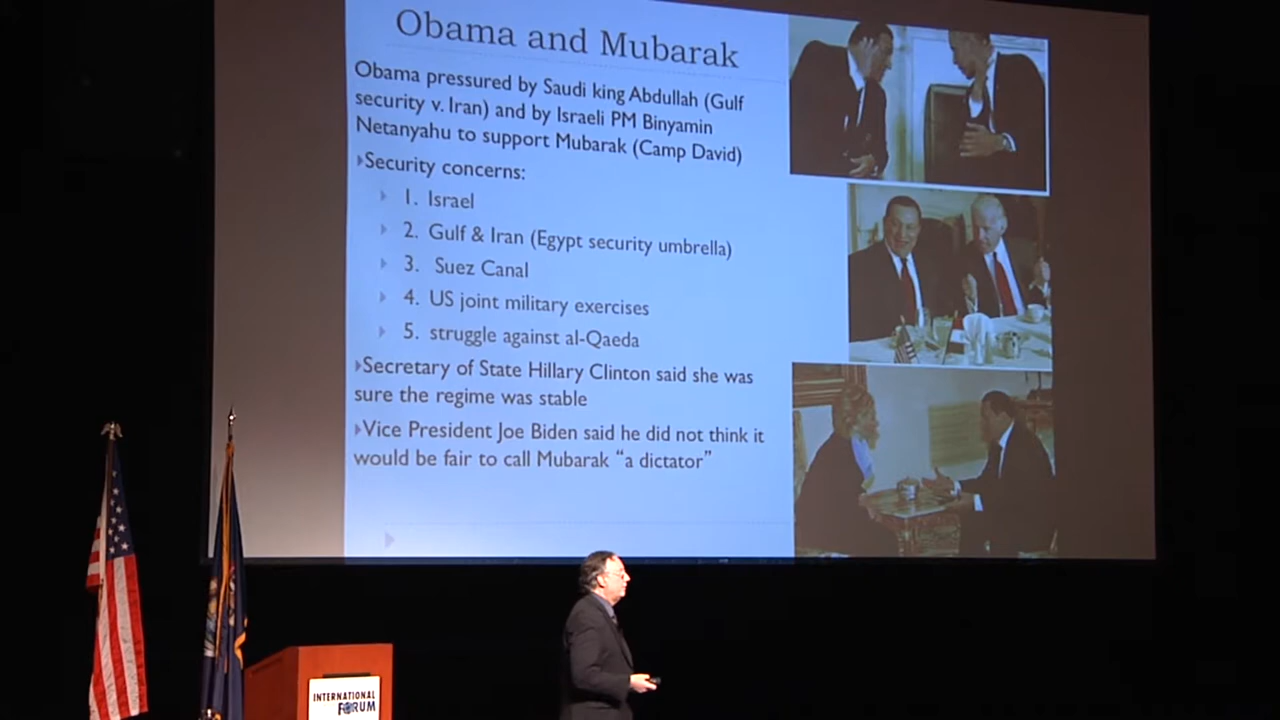 Obama and Mubarak
Obama pressured by Saudi king Abdullah (Gulf
security v. Iran) and by Israeli PM Binyamin
Netanyahu to support Mubarak (Camp David)
Security concerns:
1. Israel
2. Gulf & Iran (Egypt security umbrella)
3. Suez Canal
4. US joint military exercises
5. struggle against al-Qaeda
Secretary of State Hillary Clinton said she was
sure the regime was stable
Vice President Joe Biden said he did not think it
would be fair to call Mubarak “a dictator”
INTERNATIONAL
FORUM